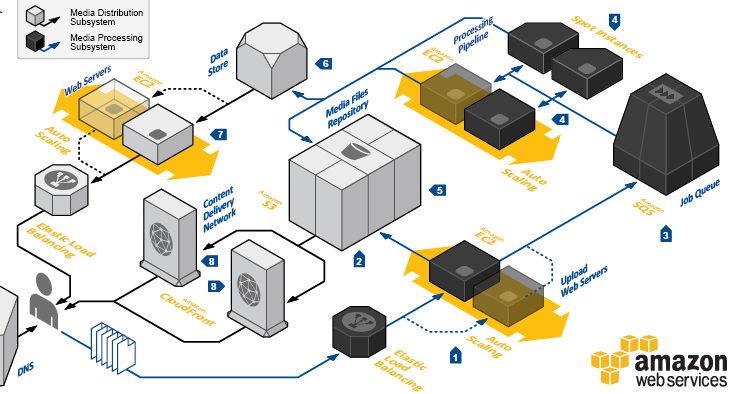 Media Distribution
Subsystem
Media Processing
Subsystem
Data
Store
6
Processing
Pipeline
4
Spot Instances
Amazon
EC2
Web Servers
Amazon
EC2
7
Auto
Scaling
Media Files
Repository
4
Auto
Scaling
Amazon
SQS
Job Queue
3
Elastic Load
Balancing
Content
Delivery
Network
Amazon
S3
5
2
8
8
Amazon
CloudFront
Amazon
EC2
Upload
Web Servers
Auto
Scaling
1
Elastic
Load
Balancing
DNS
amazon
web services